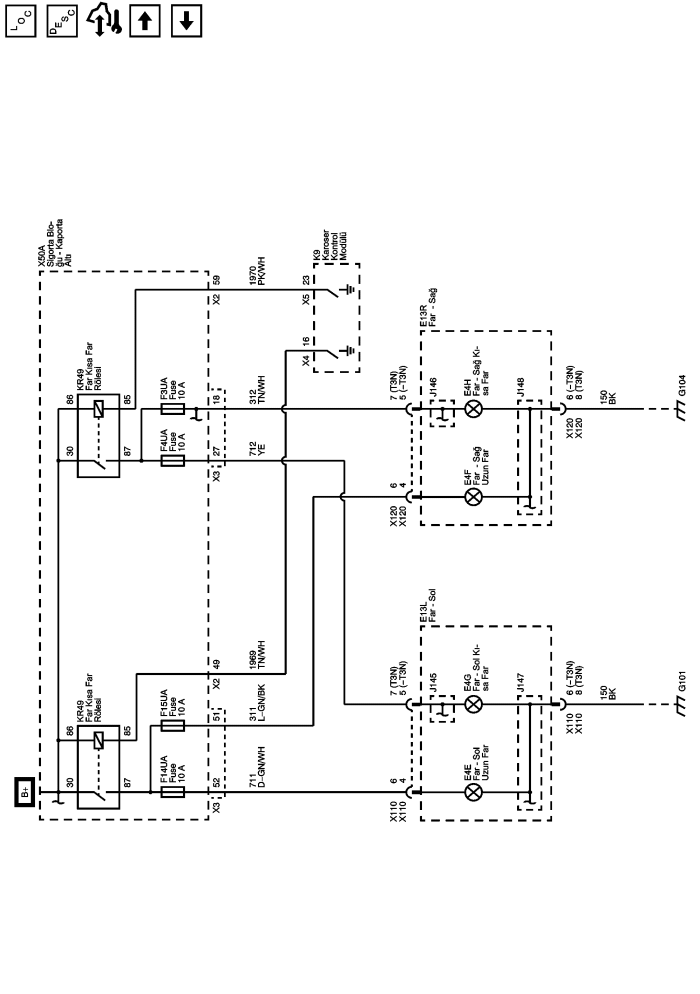 LOC
DESC
B+
X50A
Sigorta Blo-
ğu - Kaporta
Altı
KR49
Far Kısa Far
Rölesi
30
86
87
85
F14UA
Fuse
10 A
F15UA
Fuse
10 A
X3
52
51
X2
49
711
D–GN/WH
311
L–GN/BK
1969
TN/WH
KR49
Far Kısa Far
Rölesi
30
86
87
85
F4UA
Fuse
10 A
F3UA
Fuse
10 A
X3
27
18
X2
59
712
YE
312
TN/WH
1970
PK/WH
K9
Karoser
Kontrol
Modülü
X4
16
X5
23
E13L
Far - Sol
X110
X110
6
4
7 (T3N)
5 (–T3N)
J145
E4E
Far - Sol
Uzun Far
E4G
Far - Sol Kı-
sa Far
J147
X110
X110
6 (–T3N)
8 (T3N)
150
BK
G101
E13R
Far - Sağ
X120
X120
6
4
7 (T3N)
5 (–T3N)
J146
E4F
Far - Sağ
Uzun Far
E4H
Far - Sağ Kı-
sa Far
J148
X120
X120
6 (–T3N)
8 (T3N)
150
BK
G104